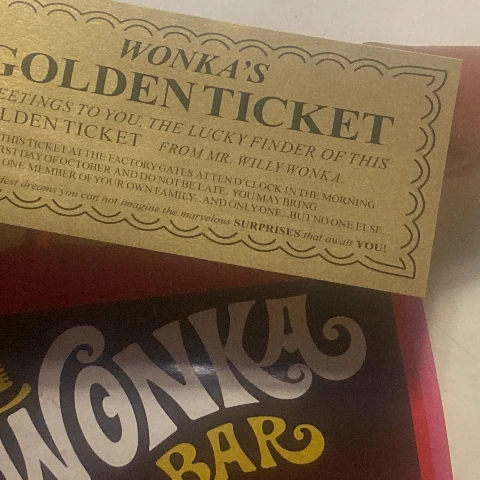 WONKA'S
GOLDEN TICKET
EETINGS TO YOU, THE LUCKY FINDER OF THIS
LDEN TICKET FROM MR. WILLY WONKA.
THIS TICKET AT THE FACTORY GATES AT TEN O'CLOCK IN THE MORNING
RST DAY OF OCTOBER AND DO NOT BE LATE. YOU MAY BRING
ONE MEMBER OF YOUR OWN FAMILY...AND ONLY ONE...BUT NO ONE ELSE...
dest dreams you can not imagine the marvelous SURPRISES that await YOU!
WONKA
BAR